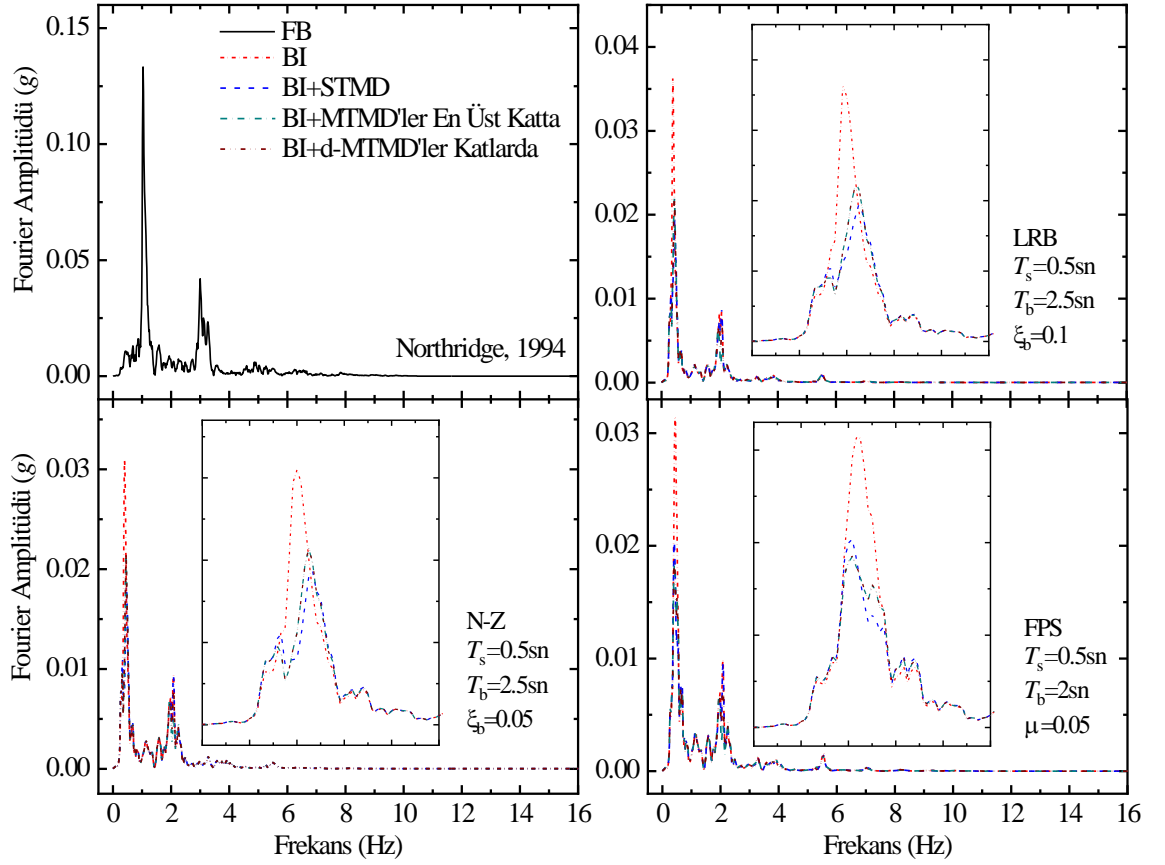 FB
BI
BI+STMD
BI+MTMD'ler En Üst Katta
BI+d-MTMD'ler Katlarda
Northridge, 1994
0.15
0.10
0.05
0.00
Fourier Amplitüdü (g)
0.04
0.03
0.02
0.01
0.00
LRB
Ts=0.5sn
Tb=2.5sn
ξb=0.1
0.03
0.02
0.01
0.00
Fourier Amplitüdü (g)
N-Z
Ts=0.5sn
Tb=2.5sn
ξb=0.05
0 2 4 6 8 10 12 14 16
Frekans (Hz)
0.03
0.02
0.01
0.00
FPS
Ts=0.5sn
Tb=2sn
μ=0.05
0 2 4 6 8 10 12 14 16
Frekans (Hz)